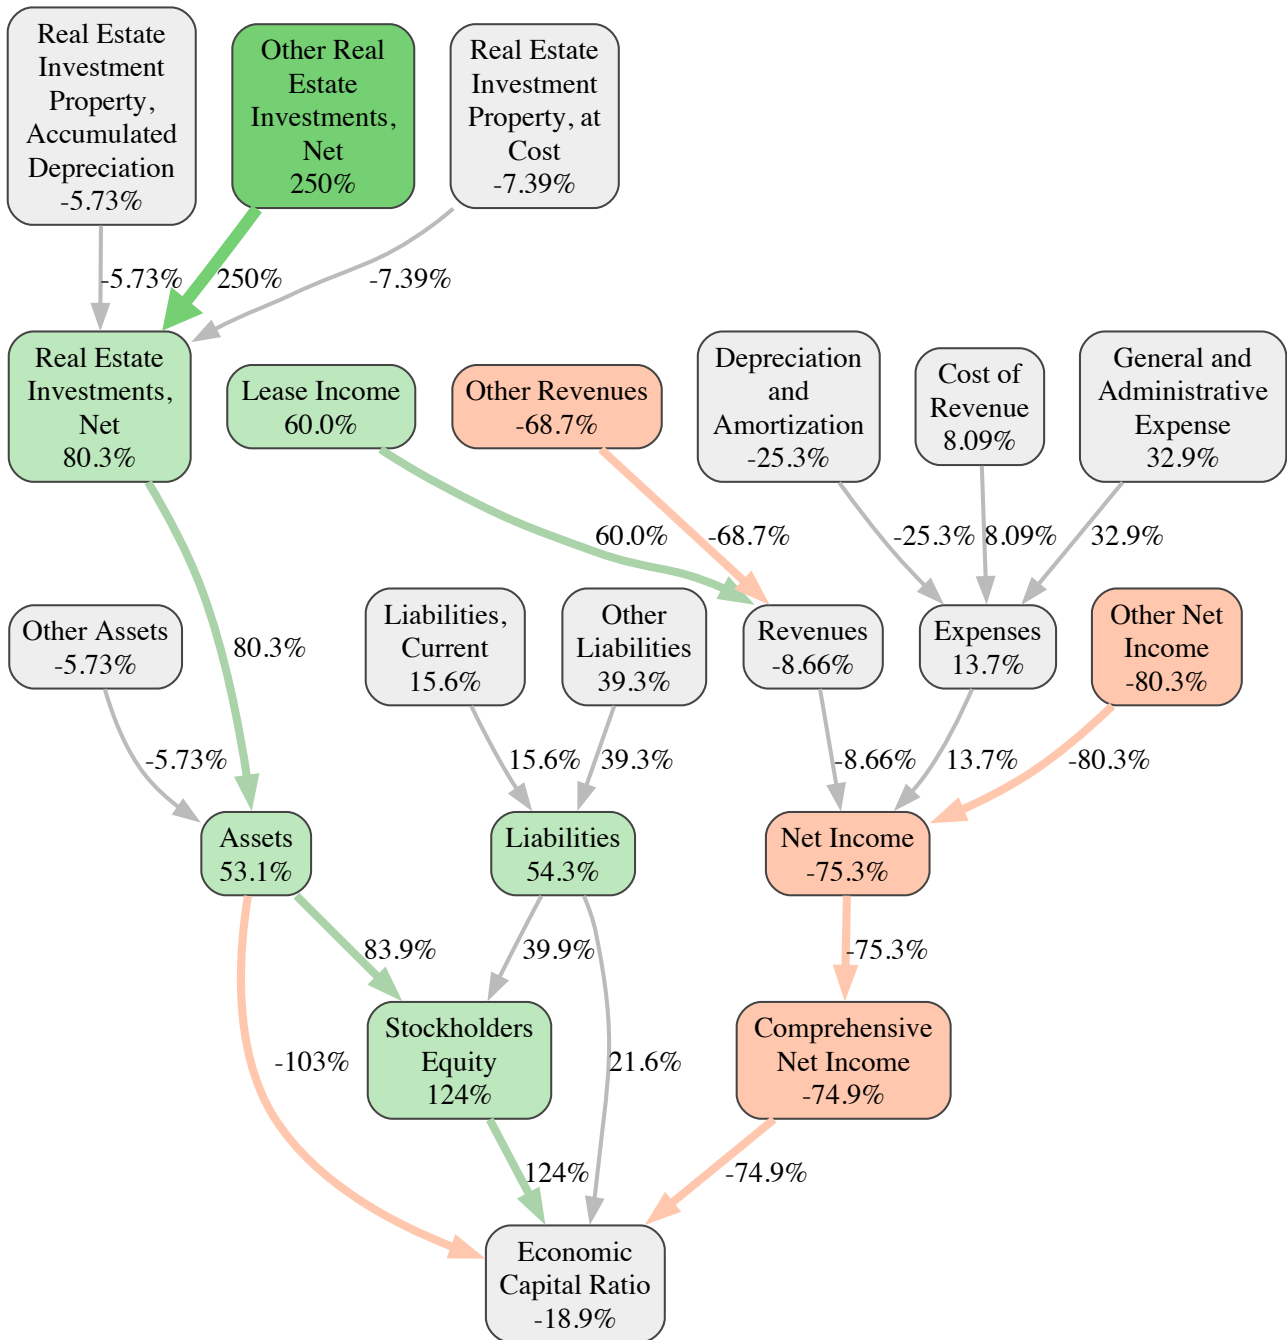 Real Estate
Investment
Property,
Accumulated
Depreciation
-5.73%
Other Real
Estate
Investments,
Net
250%
Real Estate
Investment
Property, at
Cost
-7.39%
-5.73%
250%
-7.39%
Real Estate
Investments,
Net
80.3%
Lease Income
60.0%
Other Revenues
-68.7%
Depreciation
and
Amortization
-25.3%
Cost of
Revenue
8.09%
General and
Administrative
Expense
32.9%
60.0%
-68.7%
-25.3%
8.09%
32.9%
Other Assets
-5.73%
80.3%
Liabilities,
Current
15.6%
Other
Liabilities
39.3%
Revenues
-8.66%
Expenses
13.7%
Other Net
Income
-80.3%
-5.73%
15.6%
39.3%
-8.66%
13.7%
-80.3%
Assets
53.1%
Liabilities
54.3%
Net Income
-75.3%
83.9%
39.9%
-75.3%
-103%
Stockholders
Equity
124%
21.6%
Comprehensive
Net Income
-74.9%
124%
-74.9%
Economic
Capital Ratio
-18.9%